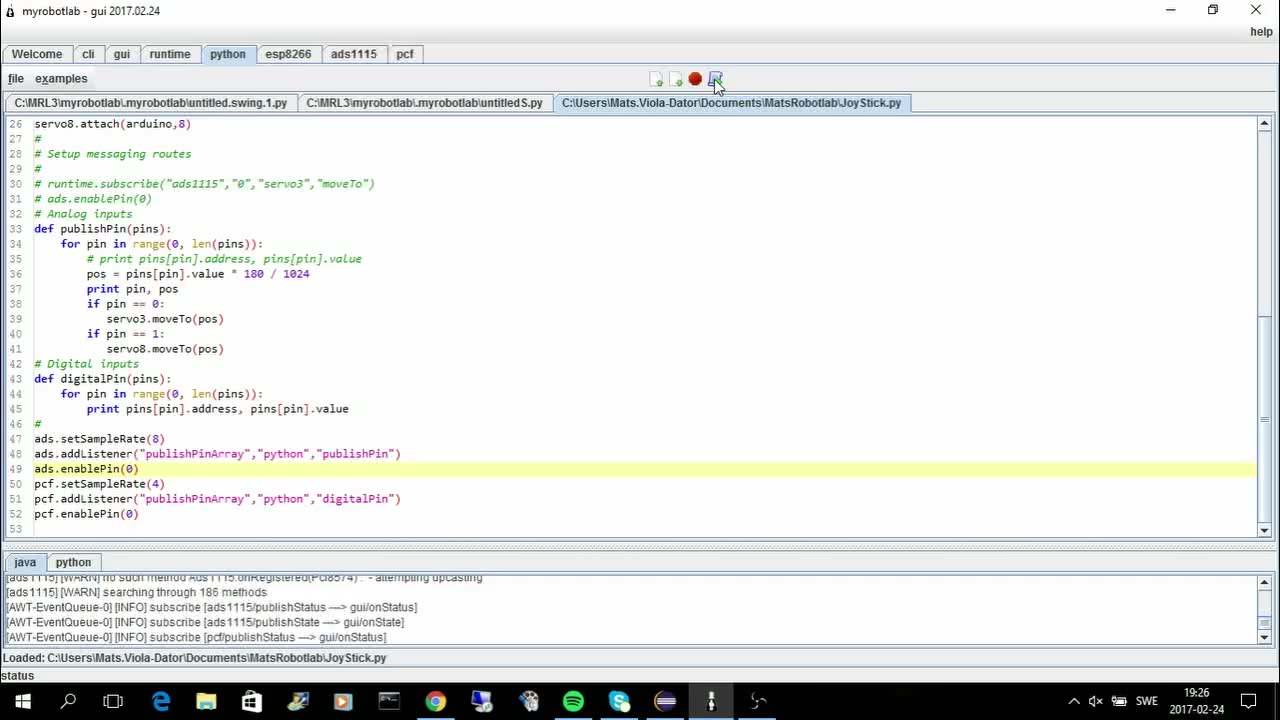 myrobotlab - gui 2017.02.24
help
Welcome cli gui runtime python esp8266 ads1115 pcf
file examples
C:\MRL3\myrobotlab\.myrobotlab\untitled.swing.1.py C:\MRL3\myrobotlab\.myrobotlab\untitled5.py C:\Users\Mats.Viola-Dator\Documents\MatsRobotlab\JoyStick.py
26 servo8.attach(arduino,8)
27 #
28 # Setup messaging routes
29 #
30 # runtime.subscribe("ads1115","0","servo3","moveTo")
31 # ads.enablePin(0)
32 # Analog inputs
33 def publishPin(pins):
34 for pin in range(0, len(pins)):
35 # print pins[pin].address, pins[pin].value
36 pos = pins[pin].value * 180 / 1024
37 print pin, pos
38 if pin == 0:
39 servo3.moveTo(pos)
40 if pin == 1:
41 servo8.moveTo(pos)
42 # Digital inputs
43 def digitalPin(pins):
44 for pin in range(0, len(pins)):
45 print pins[pin].address, pins[pin].value
46 #
47 ads.setSampleRate(8)
48 ads.addListener("publishPinArray","python","publishPin")
49 ads.enablePin(0)
50 pcf.setSampleRate(4)
51 pcf.addListener("publishPinArray","python","digitalPin")
52 pcf.enablePin(0)
53
java python
[ads1115] [WARN] no such method Ads1115.onRegistered(Pcf8574) : - attempting upcasting
[ads1115] [WARN] searching through 186 methods
[AWT-EventQueue-0] [INFO] subscribe [ads1115/publishStatus ---> gui/onStatus]
[AWT-EventQueue-0] [INFO] subscribe [ads1115/publishState ---> gui/onState]
[AWT-EventQueue-0] [INFO] subscribe [pcf/publishStatus ---> gui/onStatus]
Loaded: C:\Users\Mats.Viola-Dator\Documents\MatsRobotlab\JoyStick.py
status
SWE
19:26
2017-02-24